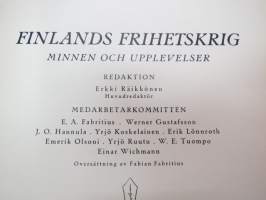 FINLANDS FRIHETSKRIG
MINNEN OCH UPPLEVELSER
REDAKTION
Erkki Räikkönen
Huvudredaktör
MEDARBETARKOMMITTEN
E. A. Fabritius . Werner Gustafsson
J. O. Hannula . Yrjö Koskelainen . Erik Lönnroth
Emerik Olsoni . Yrjö Ruutu . W. E. Tuompo
Einar Wichmann
Översättning av Fabian Fabritius